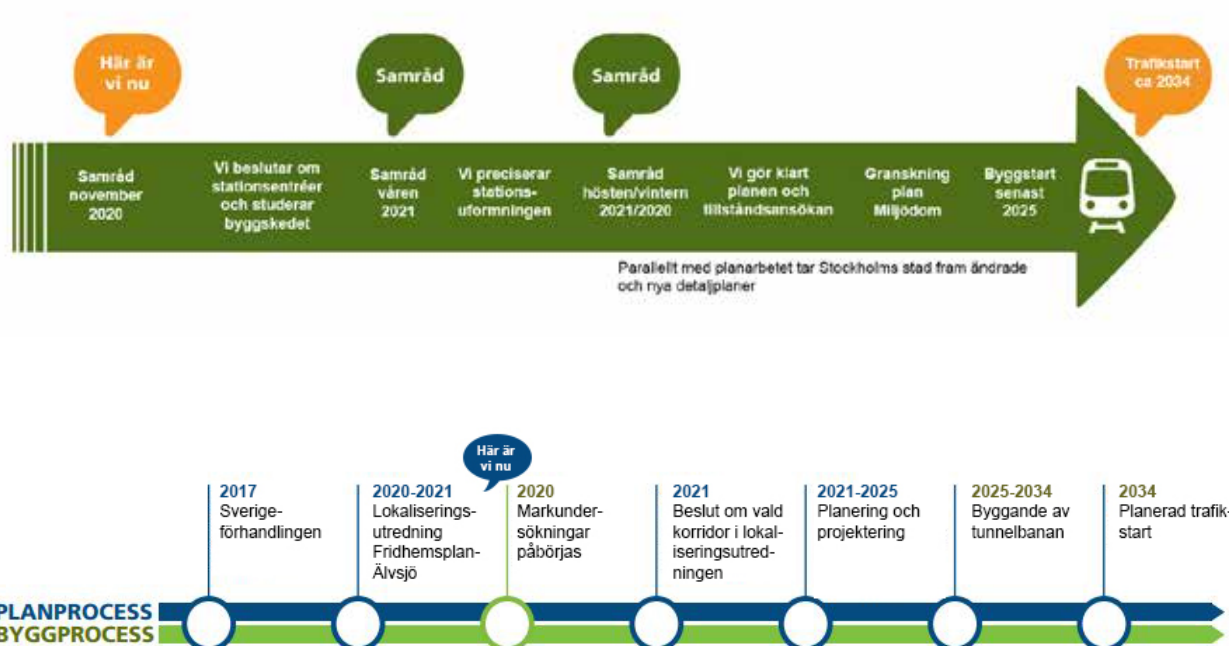 Här är
vi nu
Samråd
Samråd
Trafikstart
ca 2034
Samråd
november
2020
Vi beslutar om
stationsentréer
och studerar
byggskedet
Samråd
våren
2021
Vi preciserar
stations-
uformningen
Samråd
hösten/vintern
2021/2020
Vi gör klart
planen och
tillståndsansökan
Granskning
plan
Miljödom
Byggstart
senast
2025
Parallellt med planarbetet tar Stockholms stad fram ändrade
och nya detaljplaner
Här är
vi nu
2017
Sverige-
förhandlingen
2020-2021
Lokaliserings-
utredning
Fridhemsplan-
Älvsjö
2020
Markunder-
sökningar
påbörjas
2021
Beslut om vald
korridor i lokal-
iseringsutred-
ningen
2021-2025
Planering och
projektering
2025-2034
Byggande av
tunnelbanan
2034
Planerad trafik-
start
PLANPROCESS
BYGGPROCESS